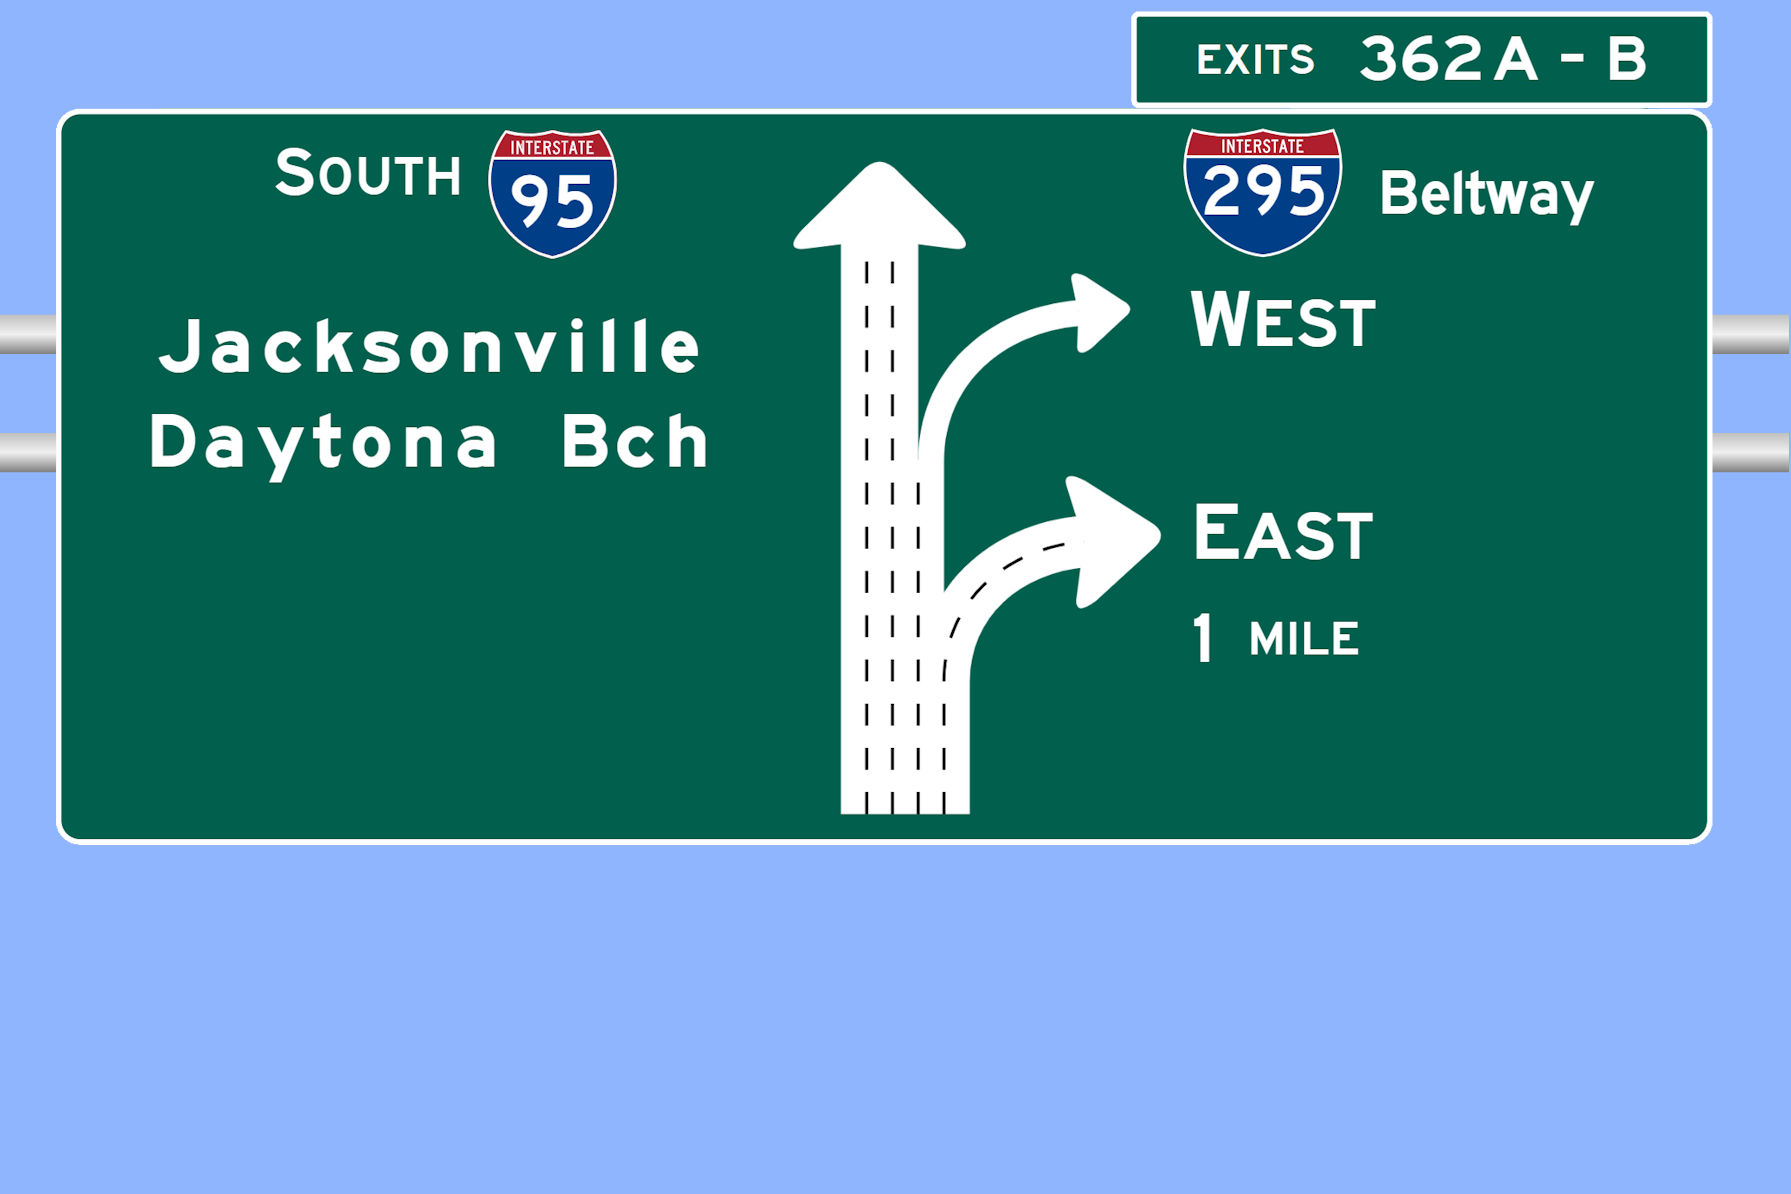 EXITS 362A - B
SOUTH INTERSTATE 95
Jacksonville
Daytona Bch
INTERSTATE 295 Beltway
WEST
EAST
1 MILE